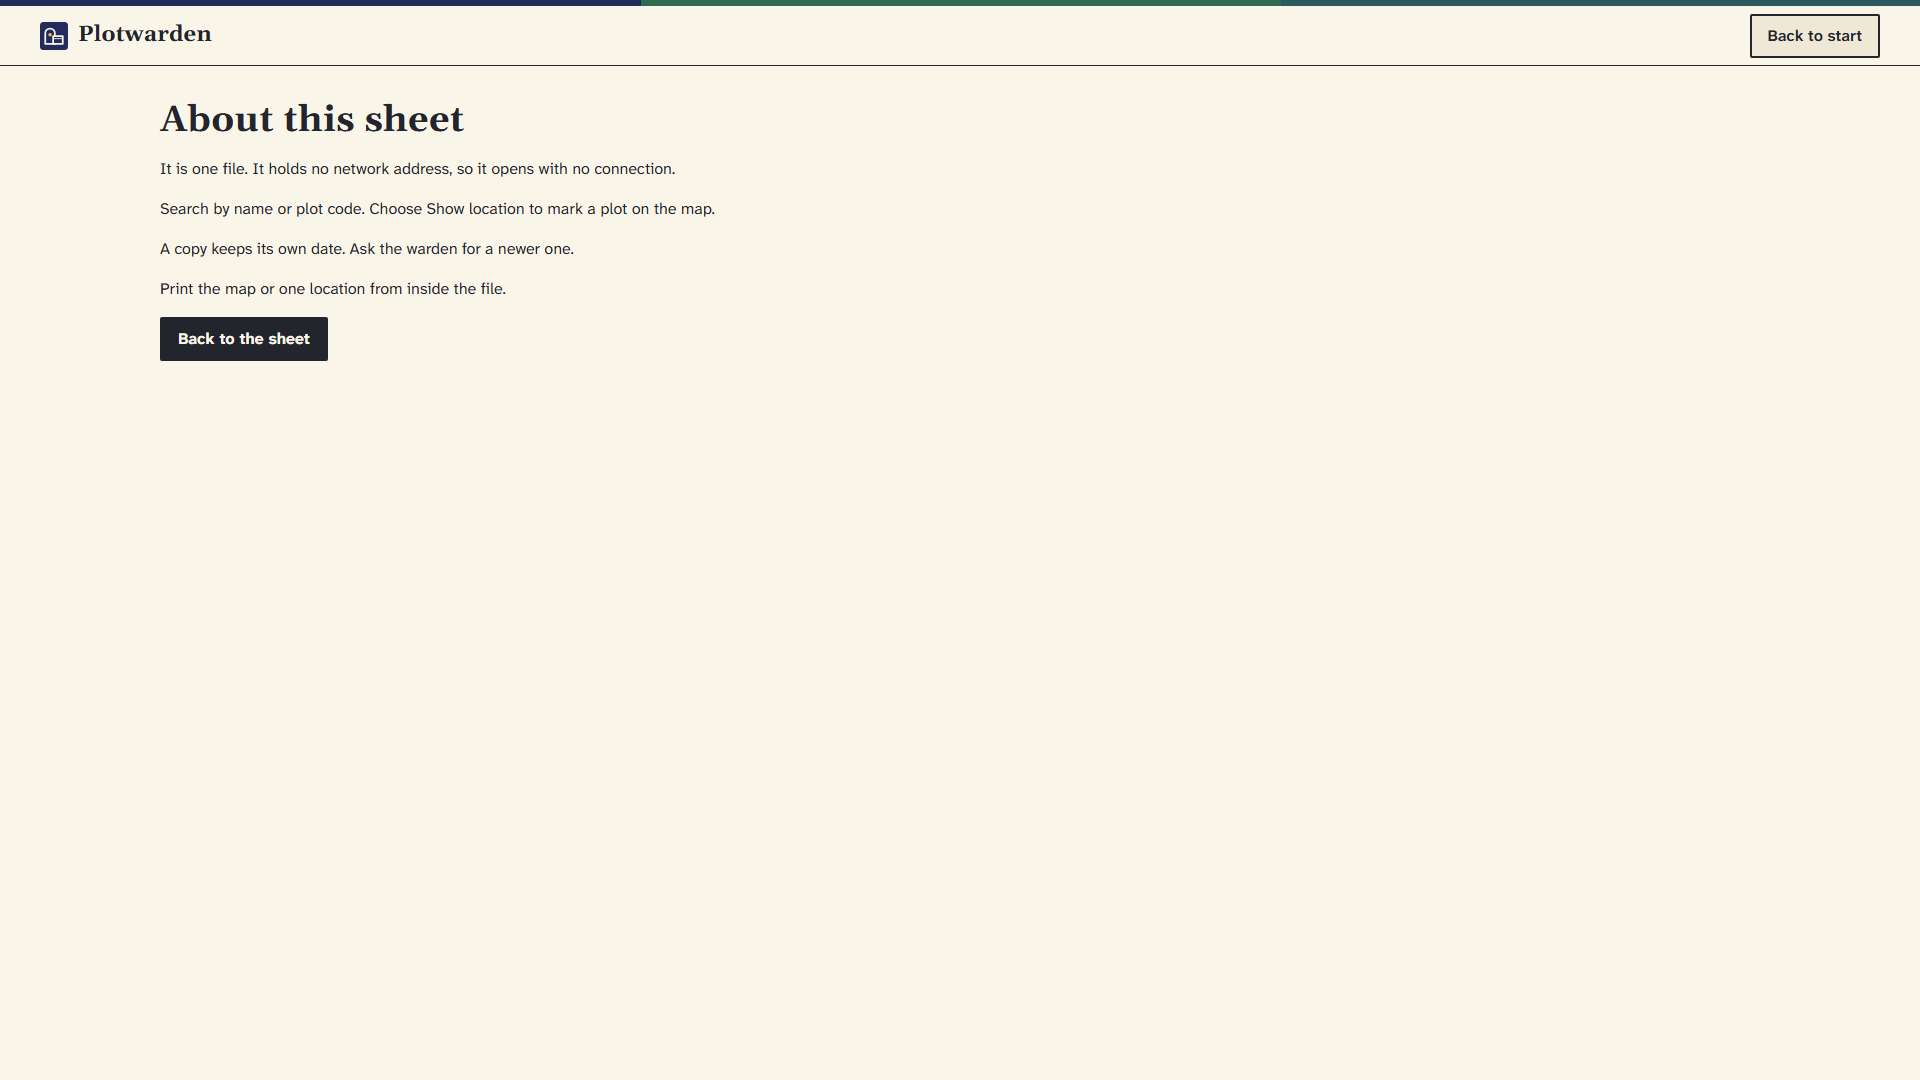 Plotwarden
Back to start
About this sheet
It is one file. It holds no network address, so it opens with no connection.
Search by name or plot code. Choose Show location to mark a plot on the map.
A copy keeps its own date. Ask the warden for a newer one.
Print the map or one location from inside the file.
Back to the sheet